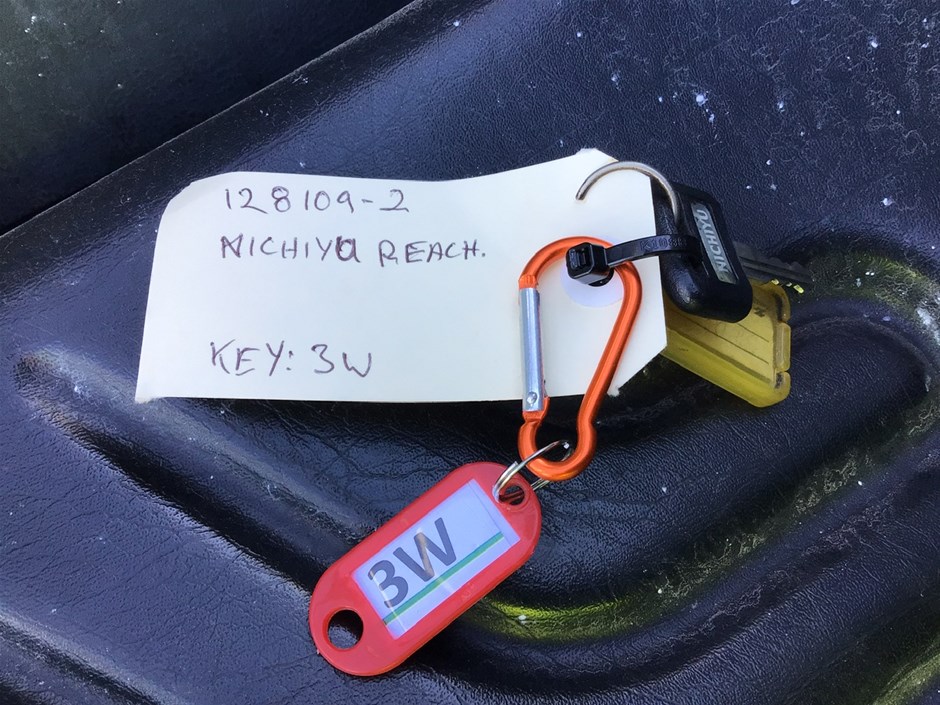 128109-2
NICHIYU REACH.
KEY: 3W
NICHIYU
3W